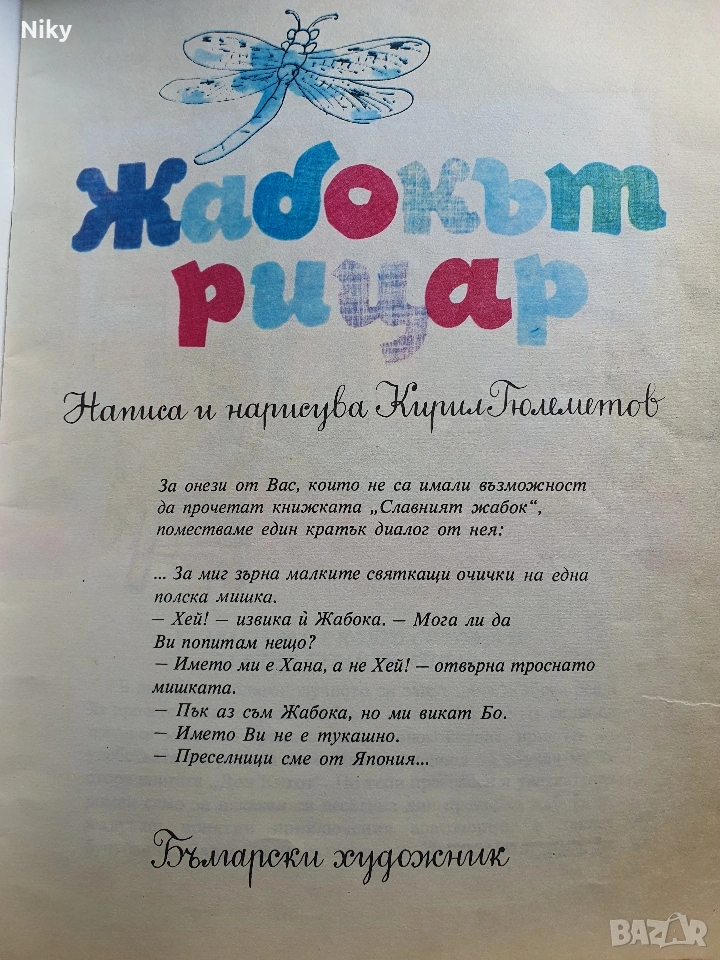 Niky
Жабокът
рицар
Написа и нарисува Кирил Гюлеметов
За онези от Вас, които не са имали възможност
да прочетат книжката „Славният жабок“,
поместваме един кратък диалог от нея:
... За миг зърна малките святкащи очички на една
полска мишка.
— Хей! — извика ѝ Жабока. — Мога ли да
Ви попитам нещо?
— Името ми е Хана, а не Хей! — отвърна троснато
мишката.
— Пък аз съм Жабока, но ми викат Бо.
— Името Ви не е тукашно.
— Преселници сме от Япония...
Български художник
BAZAR